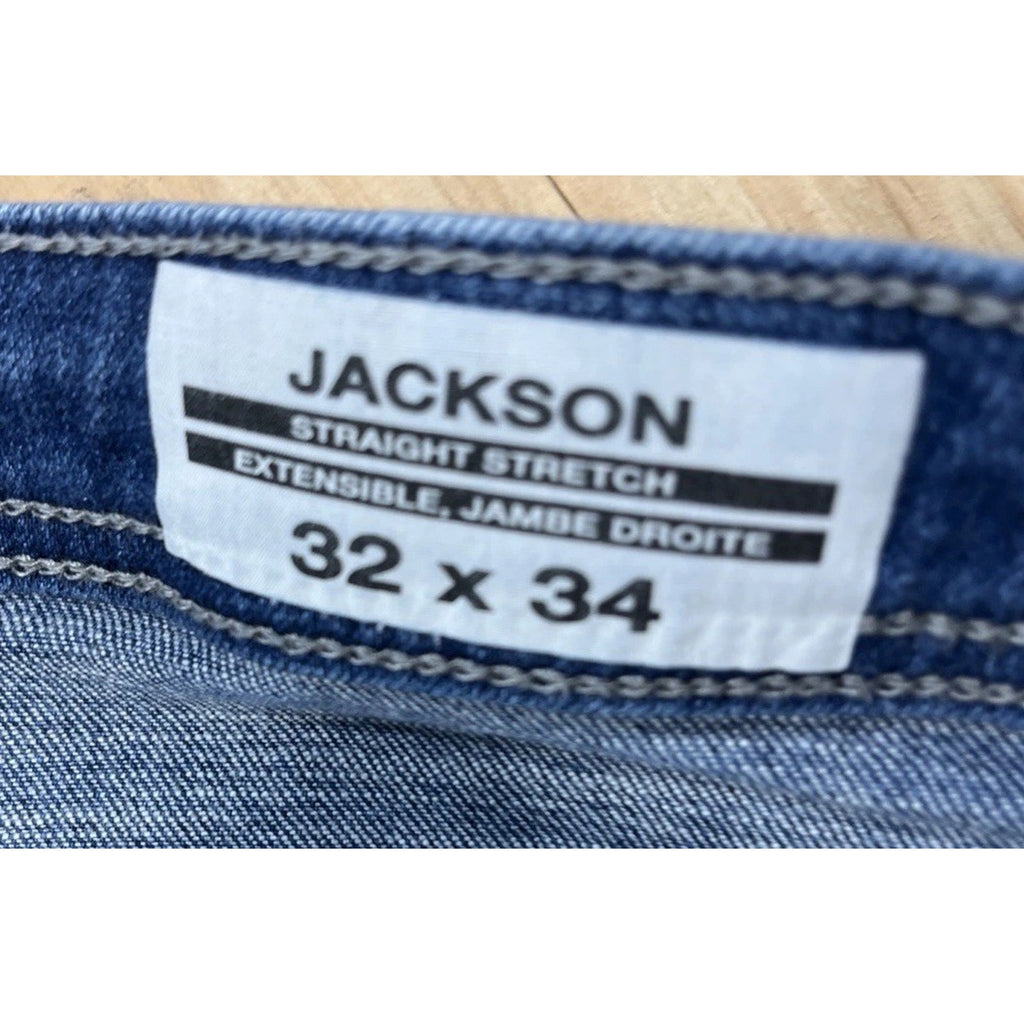 JACKSON
STRAIGHT STRETCH
EXTENSIBLE, JAMBE DROITE
32 x 34